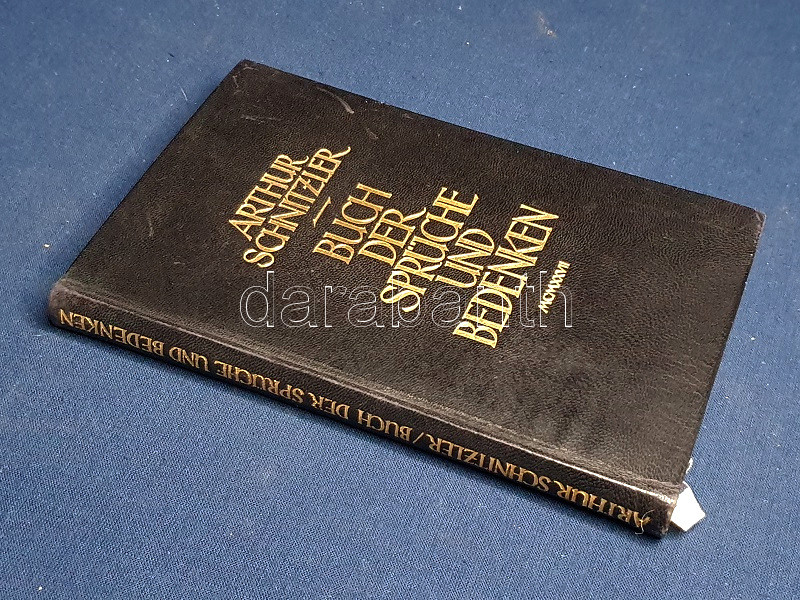 ARTHUR
SCHNITZLER
BUCH
DER
SPRÜCHE
UND
BEDENKEN
MCMXXVII
ARTHUR SCHNITZLER / BUCH DER SPRÜCHE UND BEDENKEN
darabanth